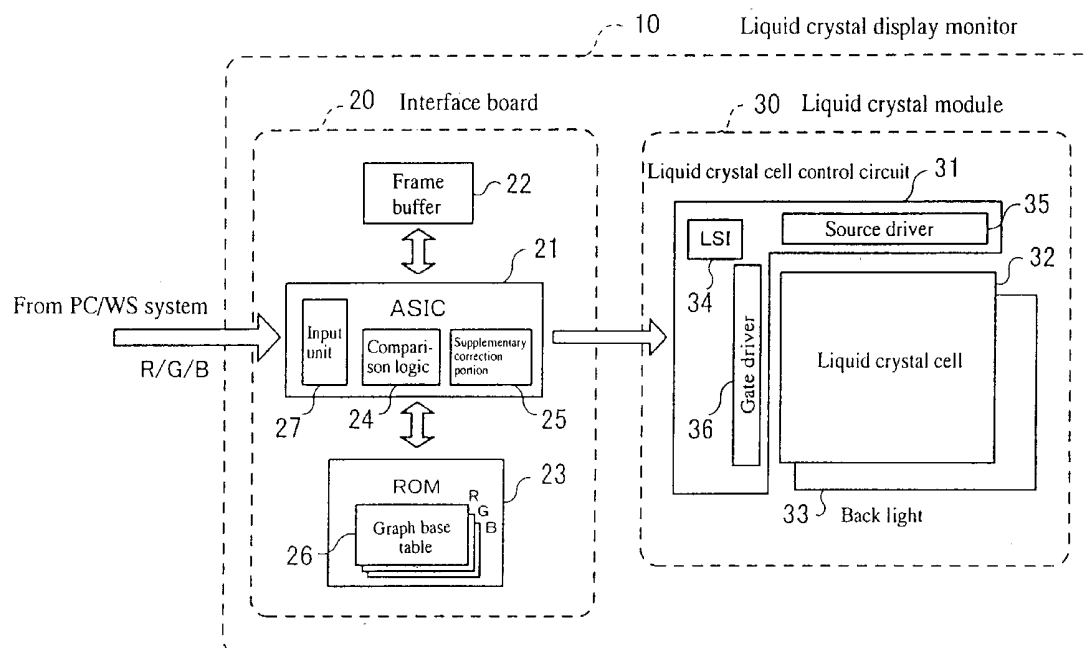 10 Liquid crystal display monitor
20 Interface board
30 Liquid crystal module
Frame
buffer
22
21
ASIC
Input
unit
27
Compari-
son logic
24
Supplementary
correction
portion
25
From PC/WS system
R/G/B
ROM
23
R
G
B
Graph base
table
26
Liquid crystal cell control circuit
31
LSI
34
Source driver
35
Gate driver
36
32
Liquid crystal cell
33
Back light